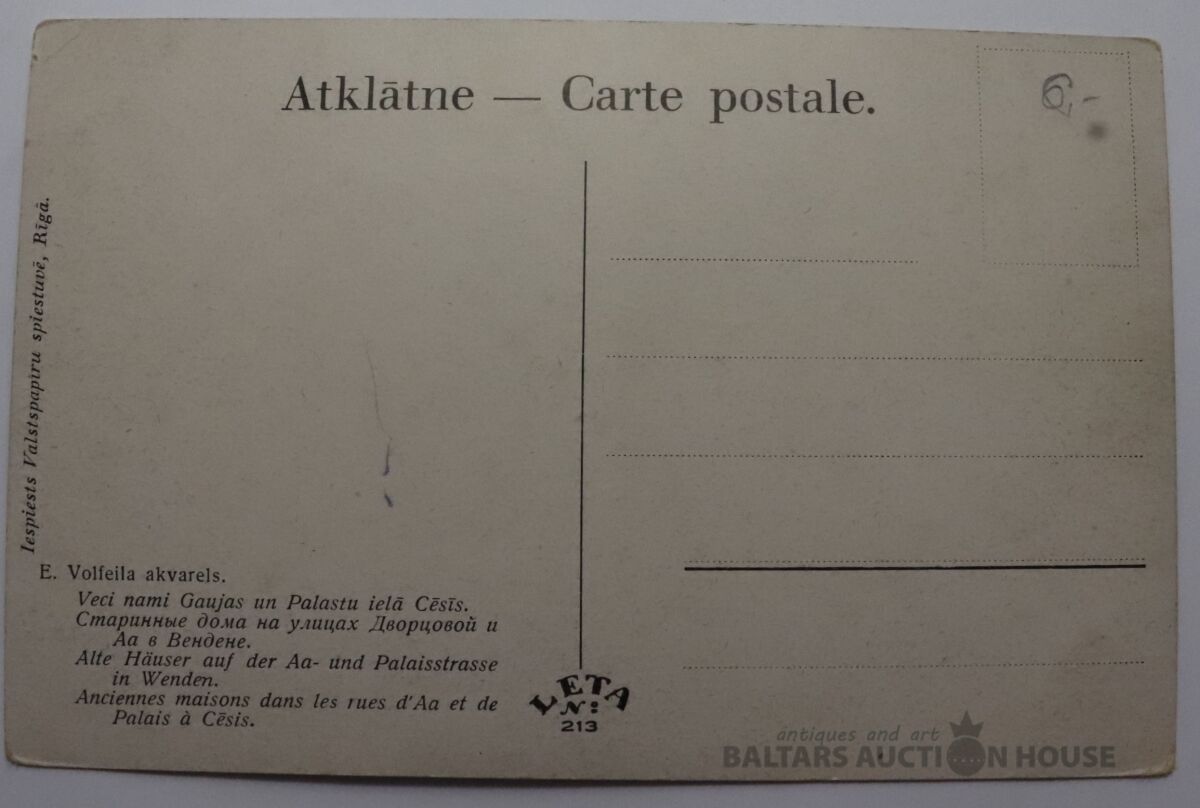 Atklātne — Carte postale.
6,-
Iespiests Valstspapiru spiestuvē, Rīgā.
E. Volfeila akvarels.
Veci nami Gaujas un Palastu ielā Cēsīs.
Старинные дома на улицах Дворцовой и
Аа в Вендене.
Alte Häuser auf der Aa- und Palaisstrasse
in Wenden.
Anciennes maisons dans les rues d'Aa et de
Palais à Cēsis.
LETA
№
213
antiques and art
BALTARS AUCTION HOUSE